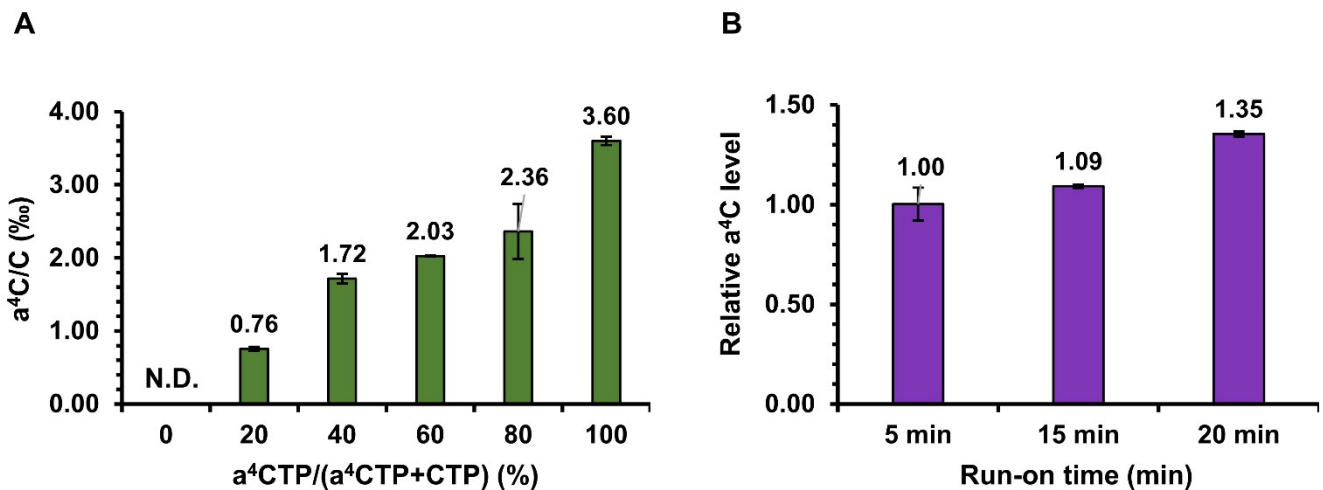 A
a⁴C/C (‰)
4.00
3.00
2.00
1.00
0.00
N.D.
0.76
1.72
2.03
2.36
3.60
0 20 40 60 80 100
a⁴CTP/(a⁴CTP+CTP) (%)
B
Relative a⁴C level
1.50
1.00
0.50
0.00
1.00
1.09
1.35
5 min 15 min 20 min
Run-on time (min)